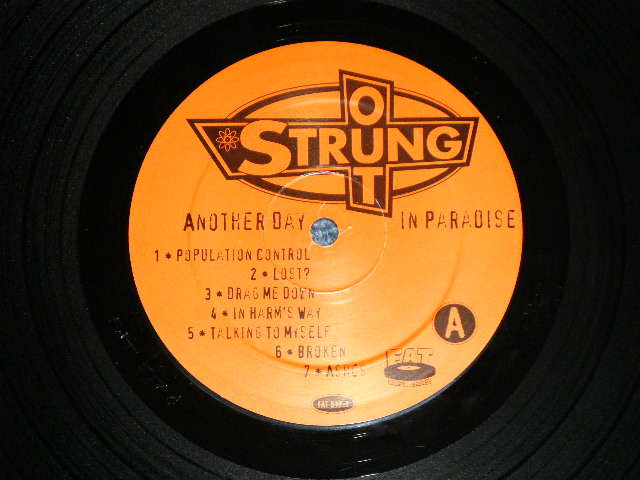 STRUNG OUT
ANOTHER DAY IN PARADISE
1 * POPULATION CONTROL
2 * LOST?
3 * DRAG ME DOWN
4 * IN HARM'S WAY
5 * TALKING TO MYSELF
6 * BROKEN
7 * ASHES
A
FAT